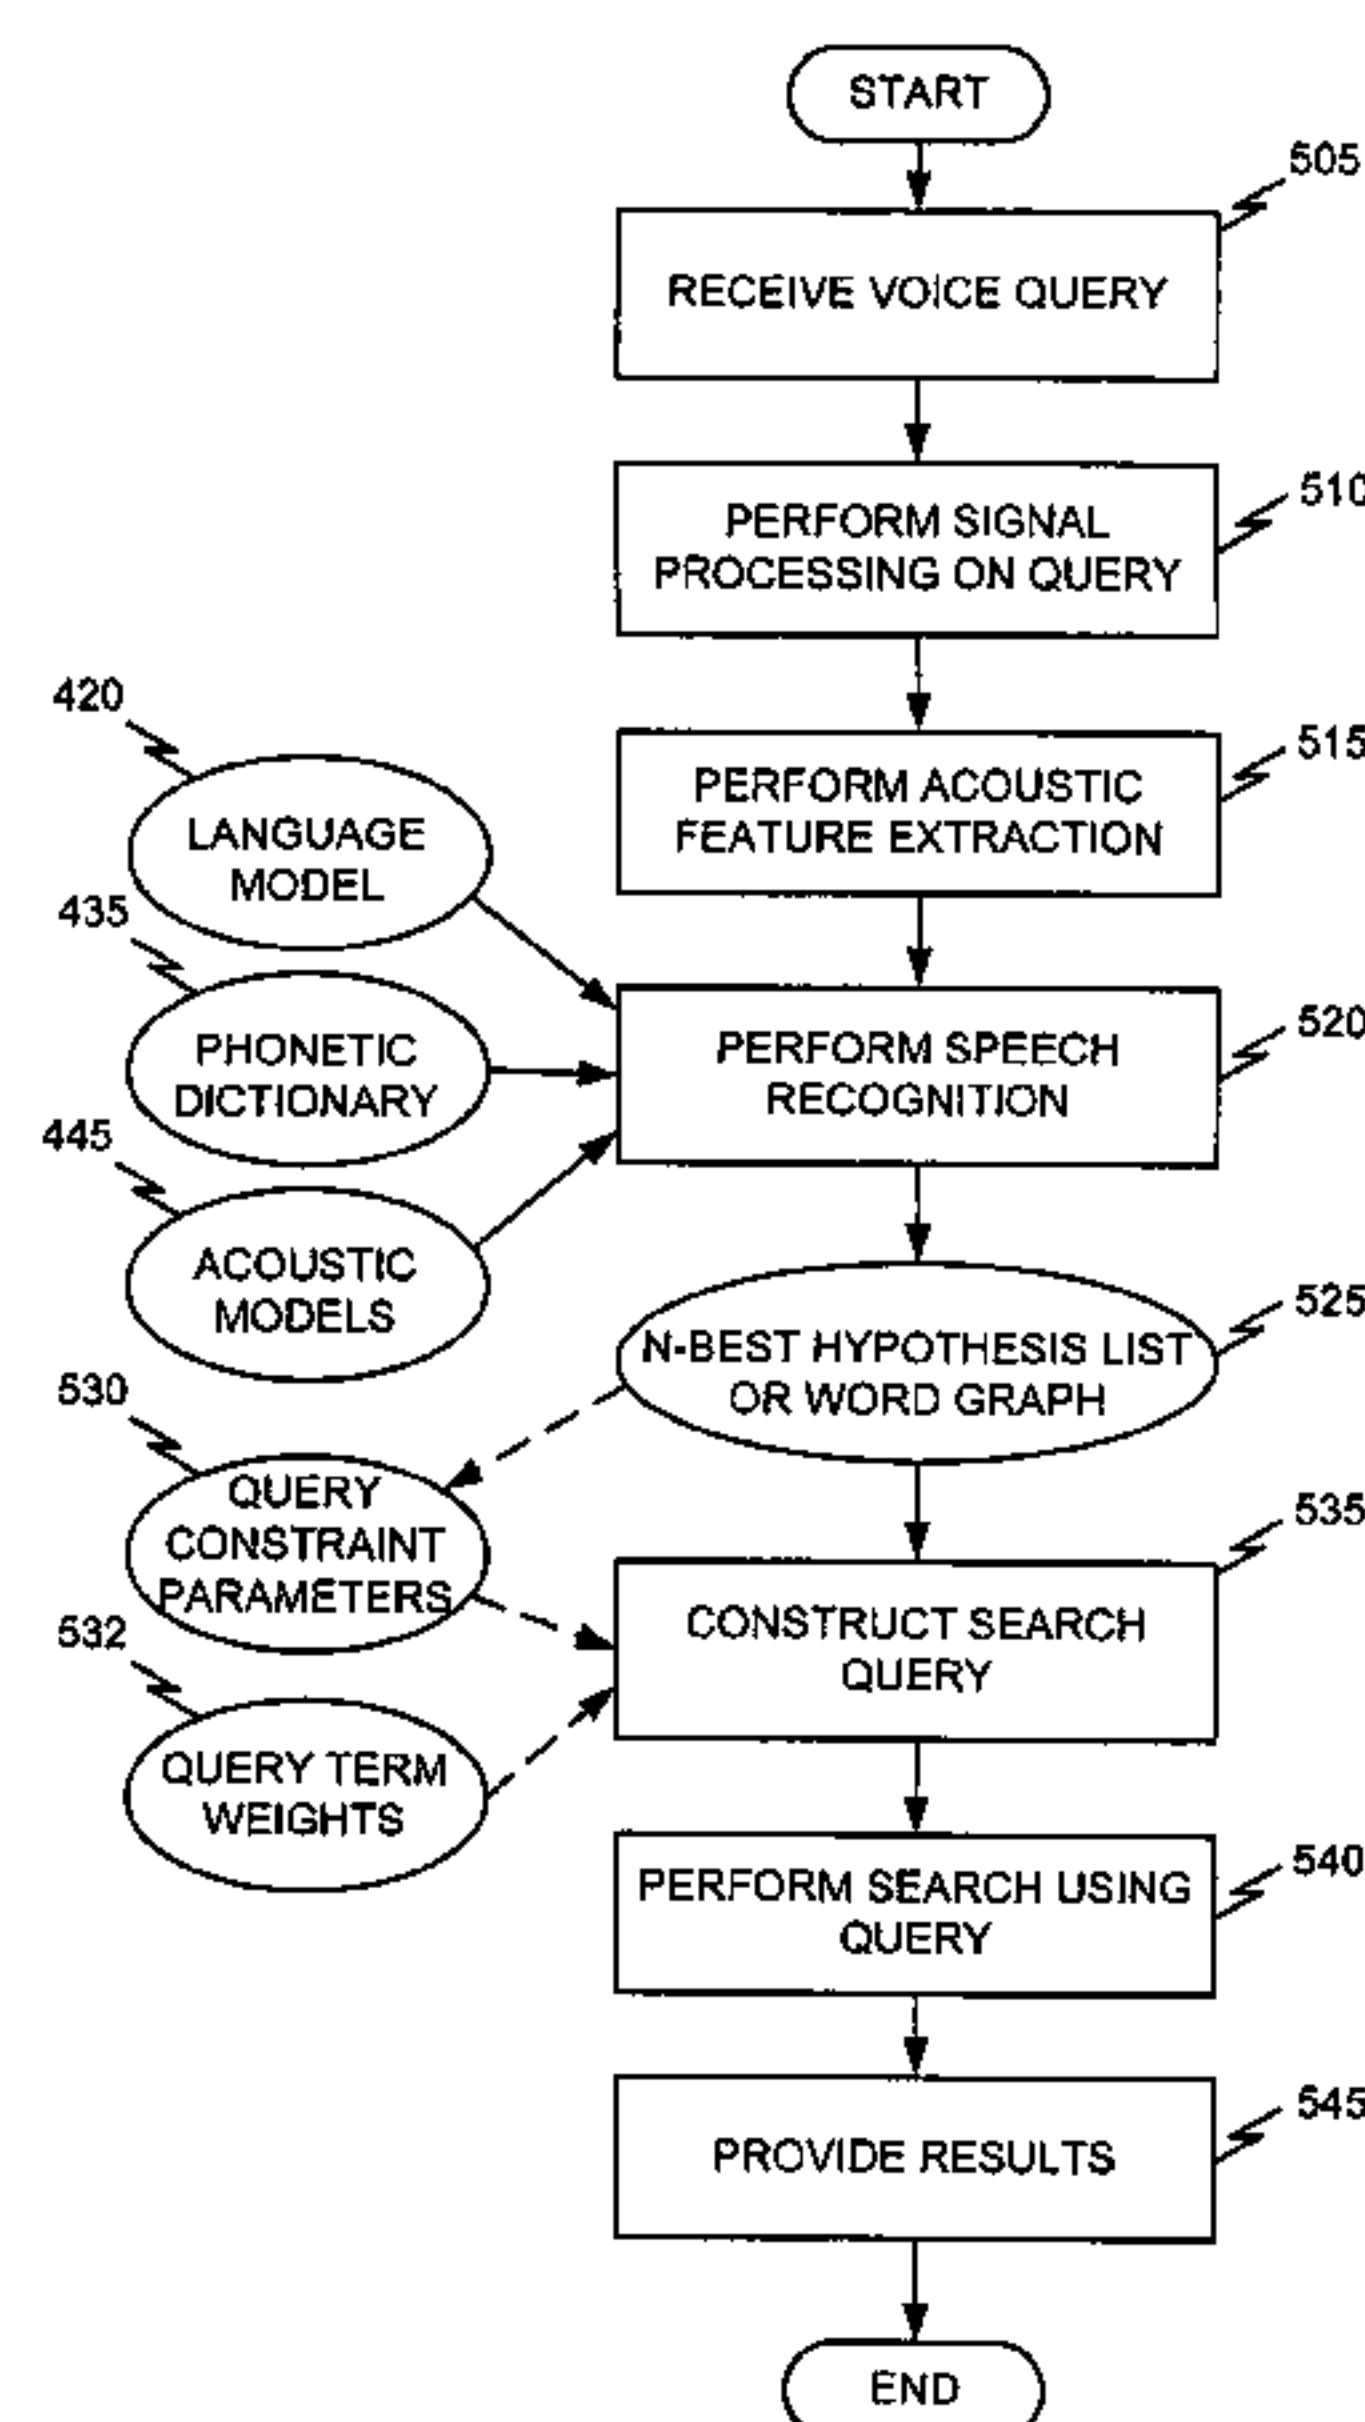 START
505
RECEIVE VOICE QUERY
510
PERFORM SIGNAL
PROCESSING ON QUERY
420
515
LANGUAGE
MODEL
PERFORM ACOUSTIC
FEATURE EXTRACTION
435
520
PHONETIC
DICTIONARY
PERFORM SPEECH
RECOGNITION
445
ACOUSTIC
MODELS
525
N-BEST HYPOTHESIS LIST
OR WORD GRAPH
530
QUERY
CONSTRAINT
PARAMETERS
535
CONSTRUCT SEARCH
QUERY
532
QUERY TERM
WEIGHTS
540
PERFORM SEARCH USING
QUERY
545
PROVIDE RESULTS
END